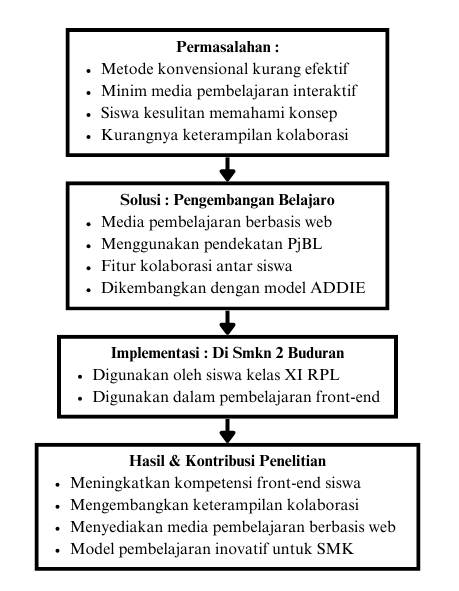 Permasalahan :
• Metode konvensional kurang efektif
• Minim media pembelajaran interaktif
• Siswa kesulitan memahami konsep
• Kurangnya keterampilan kolaborasi
Solusi : Pengembangan Belajaro
• Media pembelajaran berbasis web
• Menggunakan pendekatan PjBL
• Fitur kolaborasi antar siswa
• Dikembangkan dengan model ADDIE
Implementasi : Di Smkn 2 Buduran
• Digunakan oleh siswa kelas XI RPL
• Digunakan dalam pembelajaran front-end
Hasil & Kontribusi Penelitian
• Meningkatkan kompetensi front-end siswa
• Mengembangkan keterampilan kolaborasi
• Menyediakan media pembelajaran berbasis web
• Model pembelajaran inovatif untuk SMK